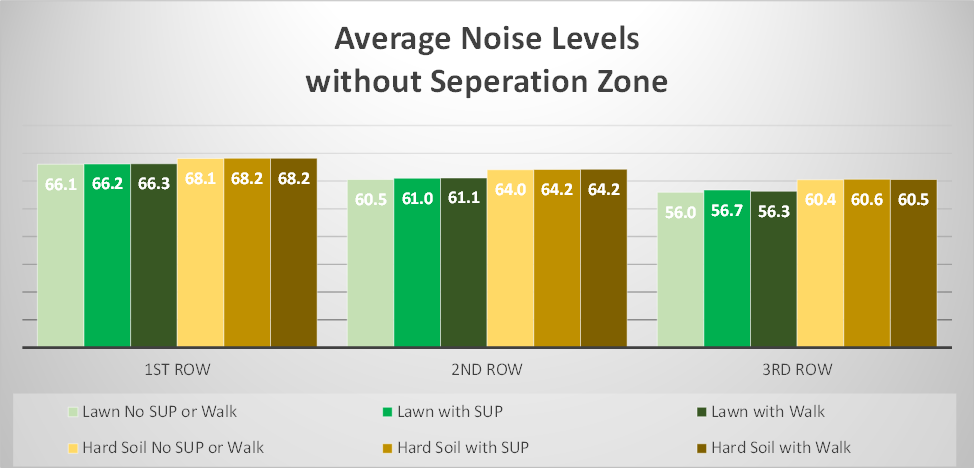 Average Noise Levels
without Seperation Zone
66.1 66.2 66.3 68.1 68.2 68.2 60.5 61.0 61.1 64.0 64.2 64.2 56.0 56.7 56.3 60.4 60.6 60.5
1ST ROW 2ND ROW 3RD ROW
Lawn No SUP or Walk Lawn with SUP Lawn with Walk
Hard Soil No SUP or Walk Hard Soil with SUP Hard Soil with Walk